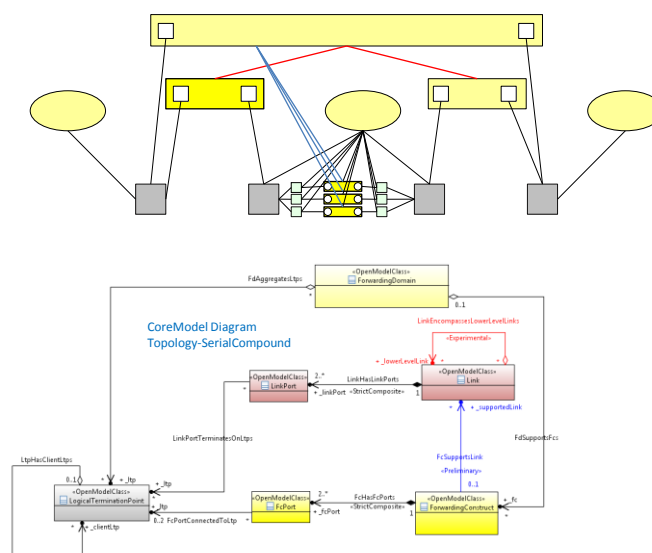 «OpenModelClass»
ForwardingDomain
FdAggregatesLtps
*
0..1
CoreModel Diagram
Topology-SerialCompound
LinkEncompassesLowerLevelLinks
«Experimental»
+ _lowerLevelLink
*
*
«OpenModelClass»
LinkPort
*
2..*
+ _linkPort
LinkHasLinkPorts
«StrictComposite»
1
«OpenModelClass»
Link
*
+ _supportedLink
LinkPortTerminatesOnLtps
FdSupportsFcs
LtpHasClientLtps
0..1
+ _ltp
*
+ _ltp
*
FcSupportsLink
«Preliminary»
0..1
«OpenModelClass»
LogicalTerminationPoint
+ _ltp
0..2
FcPortConnectedToLtp
«OpenModelClass»
FcPort
*
2..*
+ _fcPort
FcHasFcPorts
«StrictComposite»
1
«OpenModelClass»
ForwardingConstruct
+ _fc
*
*
+ _clientLtp